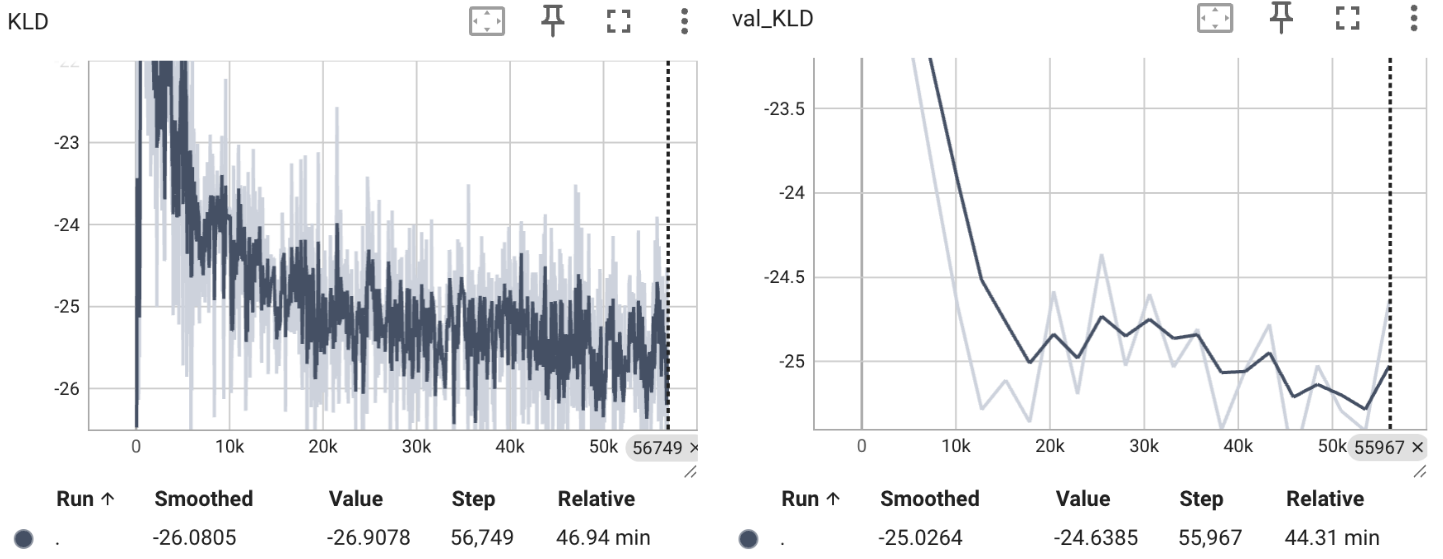 KLD
-22
-23
-24
-25
-26
0 10k 20k 30k 40k 50k 56749 ×
Run ↑ Smoothed Value Step Relative
. -26.0805 -26.9078 56,749 46.94 min
val_KLD
-23.5
-24
-24.5
-25
0 10k 20k 30k 40k 50k 55967 ×
Run ↑ Smoothed Value Step Relative
. -25.0264 -24.6385 55,967 44.31 min